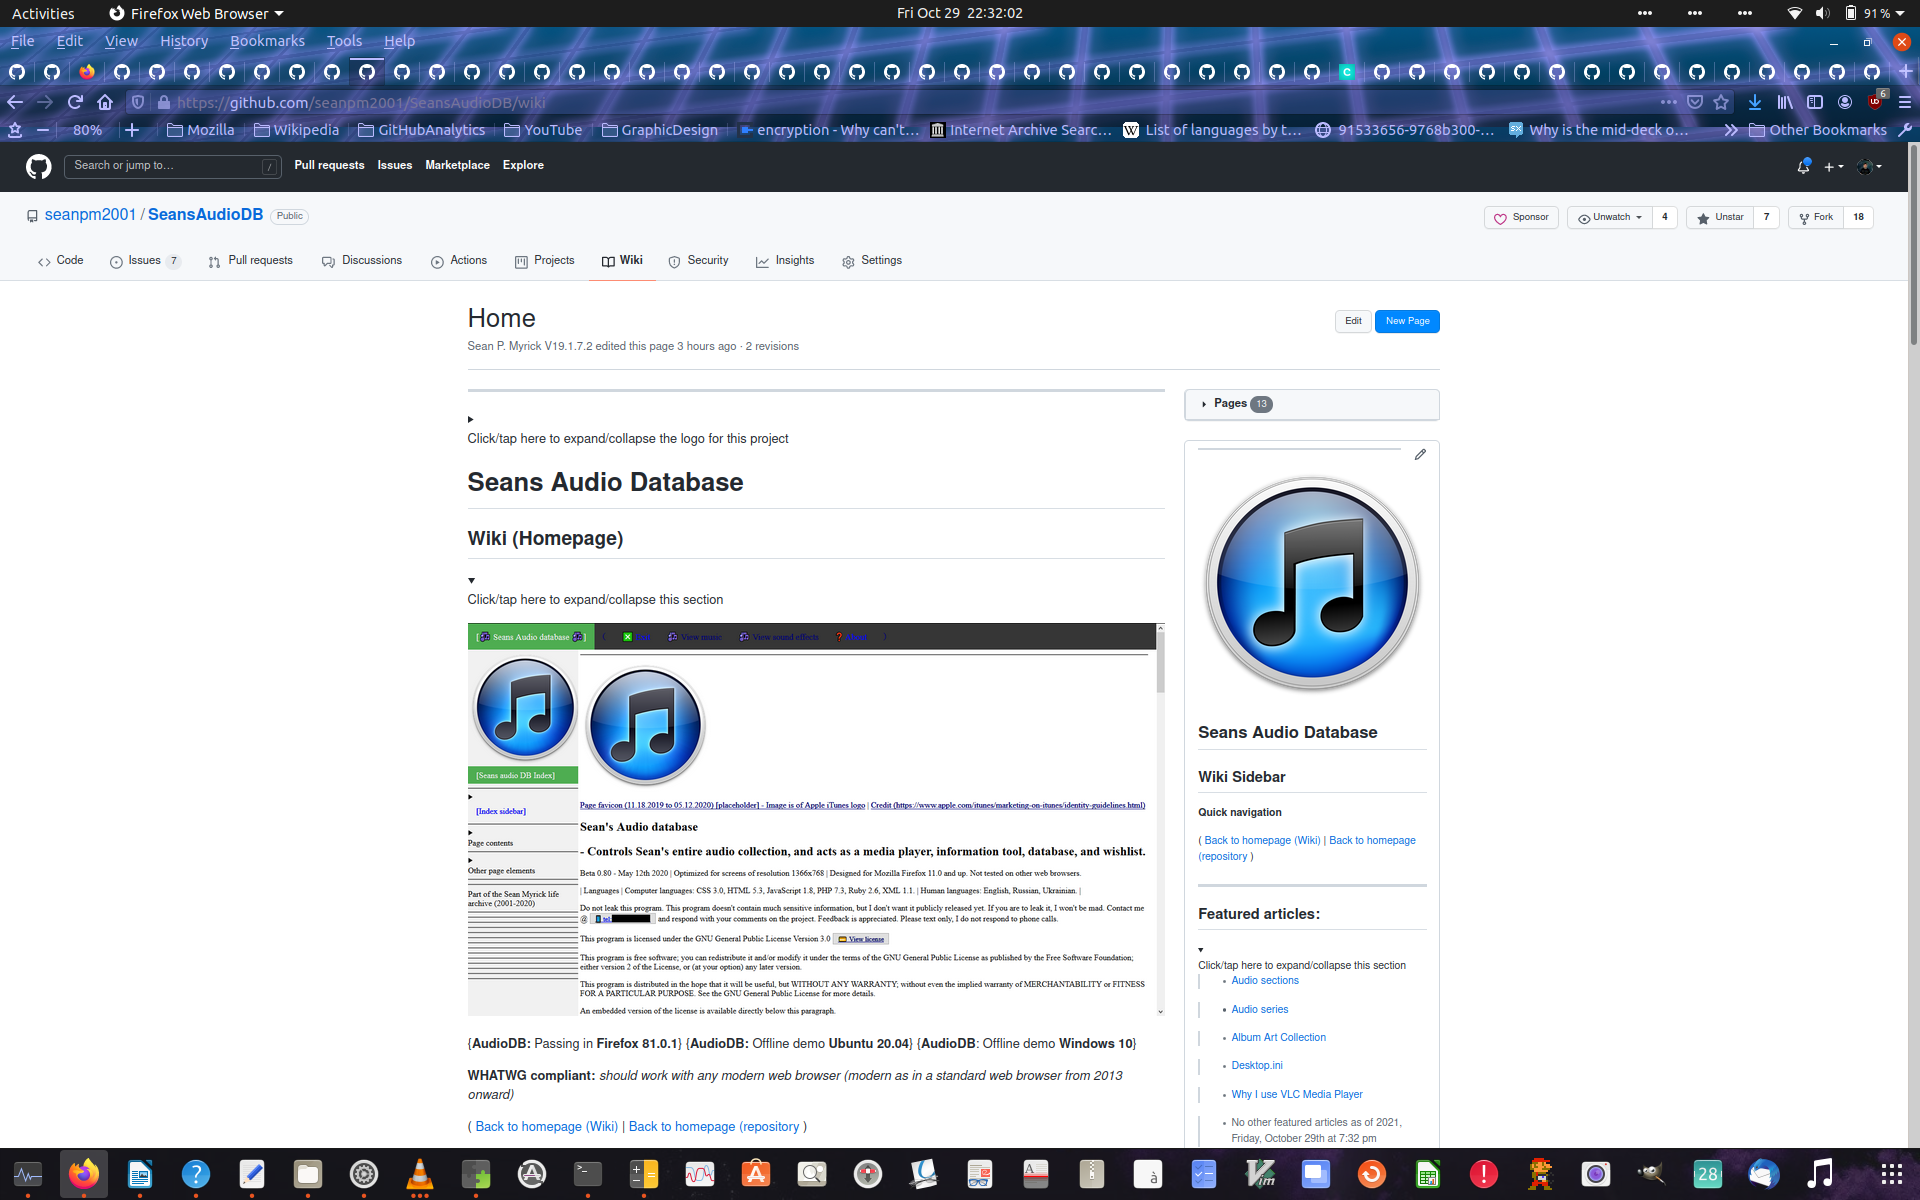 Activities
Firefox Web Browser
Fri Oct 29 22:32:02
91 %
File Edit View History Bookmarks Tools Help
https://github.com/seanpm2001/SeansAudioDB/wiki
6
80%
Mozilla
Wikipedia
GitHubAnalytics
YouTube
GraphicDesign
encryption - Why can't…
Internet Archive Searc…
List of languages by t…
91533656-9768b300-…
Why is the mid-deck o…
Other Bookmarks
Search or jump to…
/
Pull requests Issues Marketplace Explore
seanpm2001 / SeansAudioDB Public
Sponsor
Unwatch 4
Unstar 7
Fork 18
Code
Issues 7
Pull requests
Discussions
Actions
Projects
Wiki
Security
Insights
Settings
Home
Edit
New Page
Sean P. Myrick V19.1.7.2 edited this page 3 hours ago · 2 revisions
Click/tap here to expand/collapse the logo for this project
Seans Audio Database
Wiki (Homepage)
Click/tap here to expand/collapse this section
[ Seans Audio database ]
( Exit View music View sound effects About )
[Seans audio DB Index]
[Index sidebar]
Page contents
Other page elements
Part of the Sean Myrick life
archive (2001-2020)
Page favicon (11.18.2019 to 05.12.2020) [placeholder] - Image is of Apple iTunes logo | Credit (https://www.apple.com/itunes/marketing-on-itunes/identity-guidelines.html)
Sean's Audio database
- Controls Sean's entire audio collection, and acts as a media player, information tool, database, and wishlist.
Beta 0.80 - May 12th 2020 | Optimized for screens of resolution 1366x768 | Designed for Mozilla Firefox 11.0 and up. Not tested on other web browsers.
| Languages | Computer languages: CSS 3.0, HTML 5.3, JavaScript 1.8, PHP 7.3, Ruby 2.6, XML 1.1. | Human languages: English, Russian, Ukrainian. |
Do not leak this program. This program doesn't contain much sensitive information, but I don't want it publicly released yet. If you are to leak it, I won't be mad. Contact me
@ tel: and respond with your comments on the project. Feedback is appreciated. Please text only, I do not respond to phone calls.
This program is licensed under the GNU General Public License Version 3.0 View license
This program is free software; you can redistribute it and/or modify it under the terms of the GNU General Public License as published by the Free Software Foundation;
either version 2 of the License, or (at your option) any later version.
This program is distributed in the hope that it will be useful, but WITHOUT ANY WARRANTY; without even the implied warranty of MERCHANTABILITY or FITNESS
FOR A PARTICULAR PURPOSE. See the GNU General Public License for more details.
An embedded version of the license is available directly below this paragraph.
{AudioDB: Passing in Firefox 81.0.1} {AudioDB: Offline demo Ubuntu 20.04} {AudioDB: Offline demo Windows 10}
WHATWG compliant: should work with any modern web browser (modern as in a standard web browser from 2013
onward)
( Back to homepage (Wiki) | Back to homepage (repository )
Pages 13
Seans Audio Database
Wiki Sidebar
Quick navigation
( Back to homepage (Wiki) | Back to homepage
(repository )
Featured articles:
Click/tap here to expand/collapse this section
• Audio sections
• Audio series
• Album Art Collection
• Desktop.ini
• Why I use VLC Media Player
• No other featured articles as of 2021,
Friday, October 29th at 7:32 pm
28